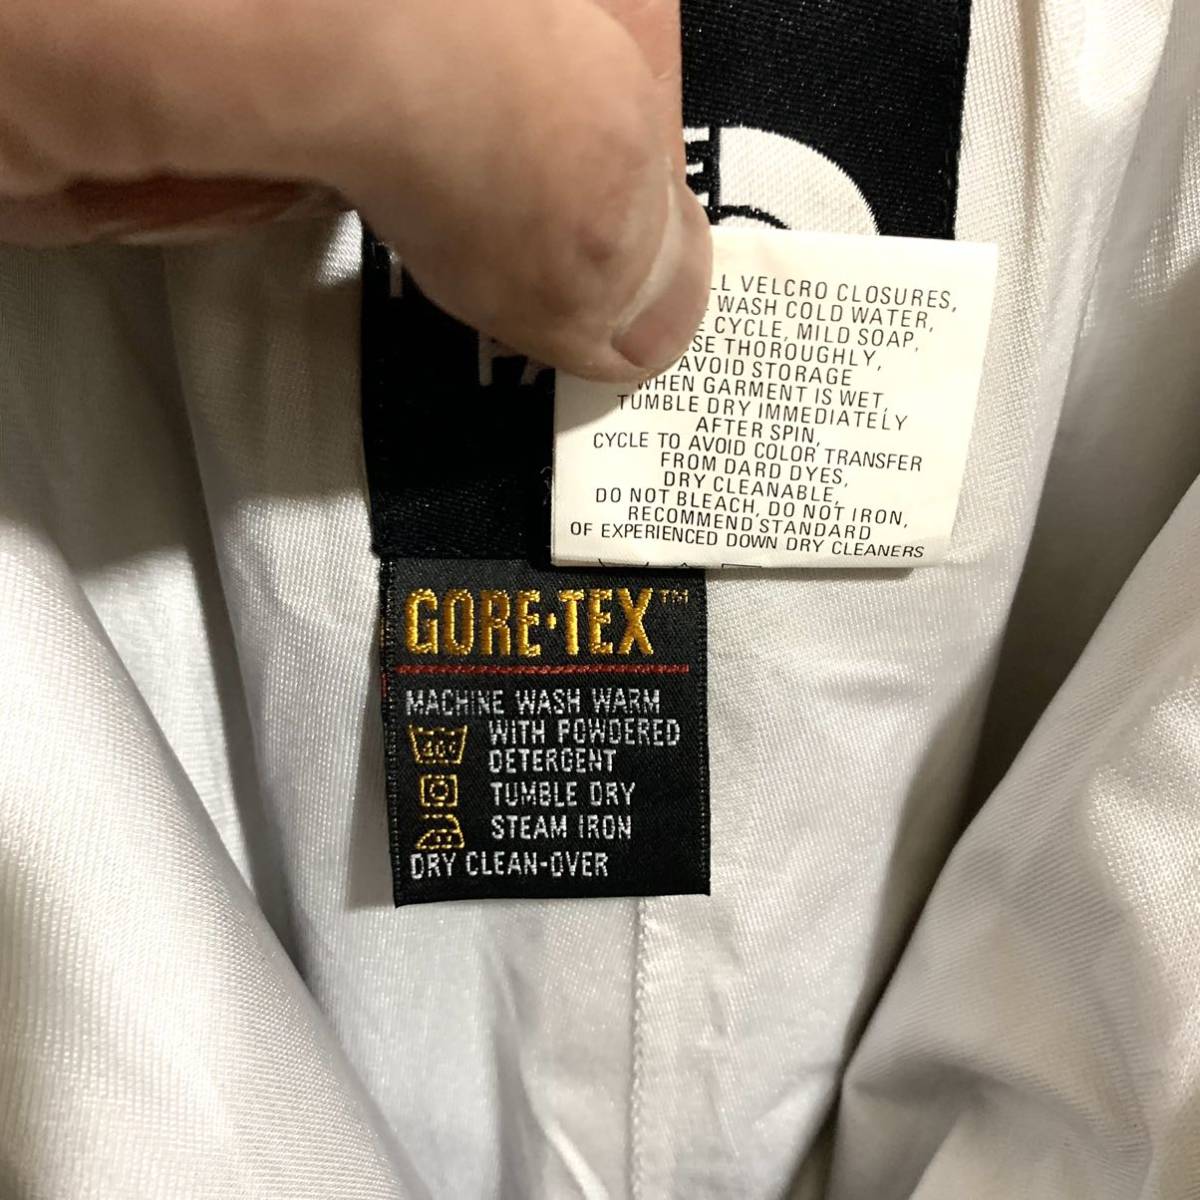 LL VELCRO CLOSURES,
WASH COLD WATER,
CYCLE, MILD SOAP,
THOROUGHLY,
AVOID STORAGE
WHEN GARMENT IS WET,
TUMBLE DRY IMMEDIATELY
AFTER SPIN,
CYCLE TO AVOID COLOR TRANSFER
FROM DARD DYES,
DRY CLEANABLE,
DO NOT BLEACH, DO NOT IRON,
RECOMMEND STANDARD
OF EXPERIENCED DOWN DRY CLEANERS
GORE·TEX™
MACHINE WASH WARM
WITH POWDERED
DETERGENT
TUMBLE DRY
STEAM IRON
DRY CLEAN-OVER